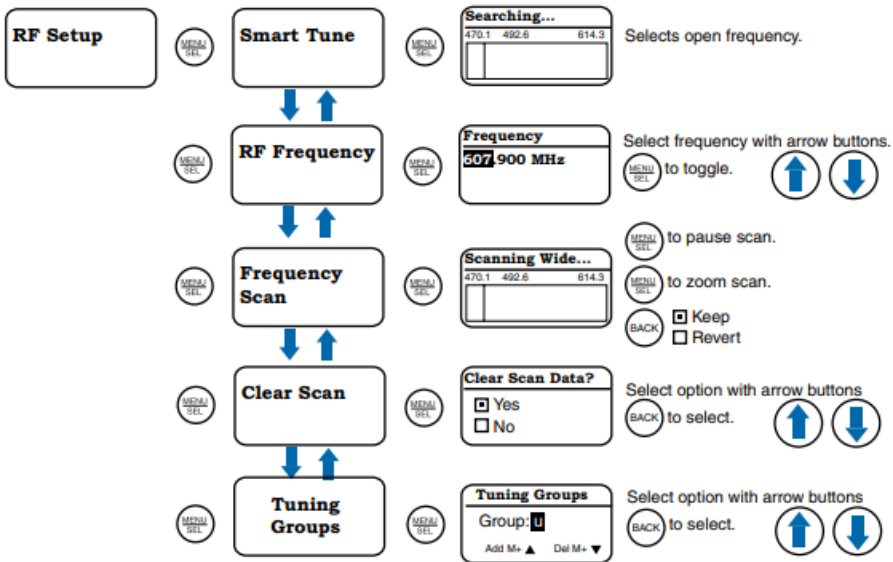 RF Setup
MENU
SEL
Smart Tune
MENU
SEL
Searching...
470.1 492.6 614.3
Selects open frequency.
MENU
SEL
RF Frequency
MENU
SEL
Frequency
607.900 MHz
Select frequency with arrow buttons.
MENU
SEL
to toggle.
MENU
SEL
Frequency
Scan
MENU
SEL
Scanning Wide...
470.1 492.6 614.3
MENU
SEL
to pause scan.
MENU
SEL
to zoom scan.
BACK
Keep
Revert
MENU
SEL
Clear Scan
MENU
SEL
Clear Scan Data?
Yes
No
Select option with arrow buttons
BACK
to select.
MENU
SEL
Tuning
Groups
MENU
SEL
Tuning Groups
Group:u
Add M+ ▲ Del M+ ▼
Select option with arrow buttons
BACK
to select.